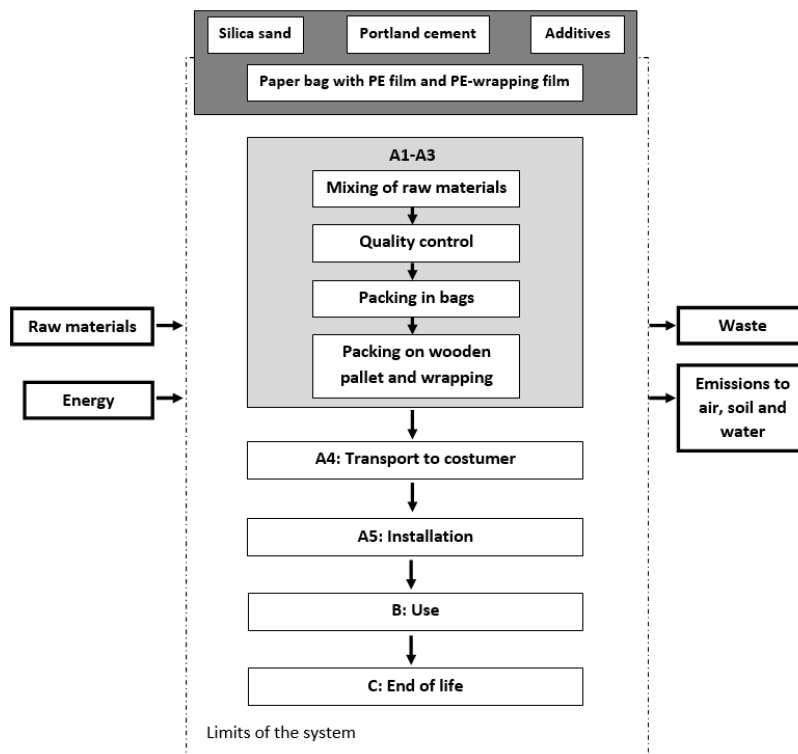 Silica sand
Portland cement
Additives
Paper bag with PE film and PE-wrapping film
A1-A3
Mixing of raw materials
Quality control
Packing in bags
Packing on wooden
pallet and wrapping
Raw materials
Energy
Waste
Emissions to
air, soil and
water
A4: Transport to costumer
A5: Installation
B: Use
C: End of life
Limits of the system